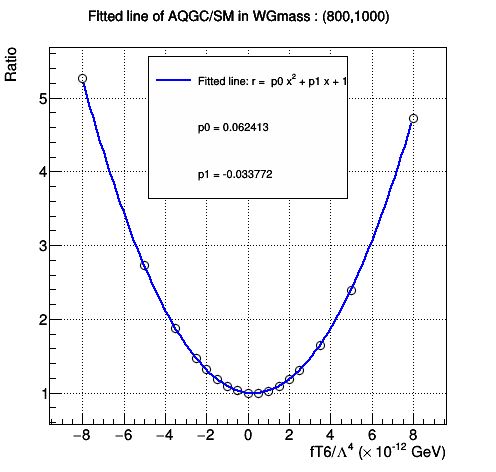 Fitted line of AQGC/SM in WGmass : (800,1000)
Ratio
Fitted line: r = p0 x² + p1 x + 1
p0 = 0.062413
p1 = -0.033772
5
4
3
2
1
−8 −6 −4 −2 0 2 4 6 8
fT6/Λ⁴ (× 10⁻¹² GeV)